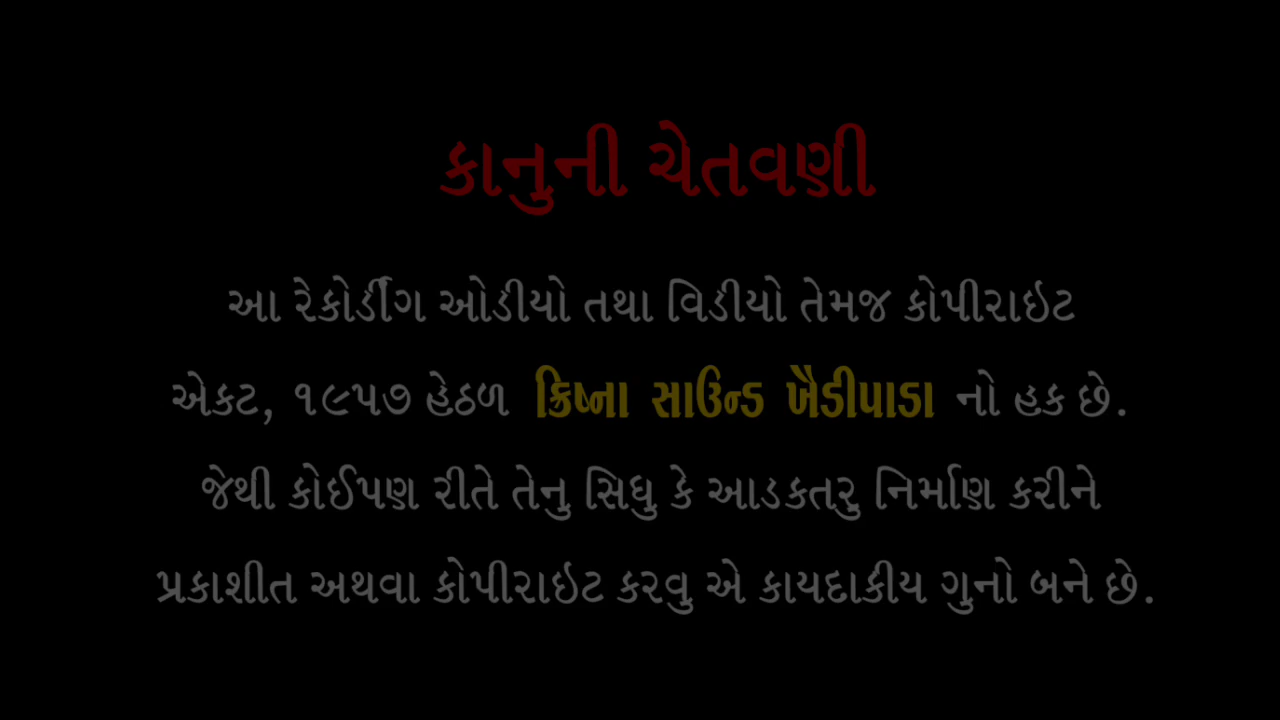 કાનુની ચેતવણી
આ રેકોર્ડીંગ ઓડીયો તથા વિડીયો તેમજ કોપીરાઇટ
એકટ, ૧૯૫૭ હેઠળ ક્રિષ્ના સાઉન્ડ ખૈડીપાડા નો હક છે.
જેથી કોઈપણ રીતે તેનુ સિધુ કે આડકતરુ નિર્માણ કરીને
પ્રકાશીત અથવા કોપીરાઇટ કરવુ એ કાયદાકીય ગુનો બને છે.